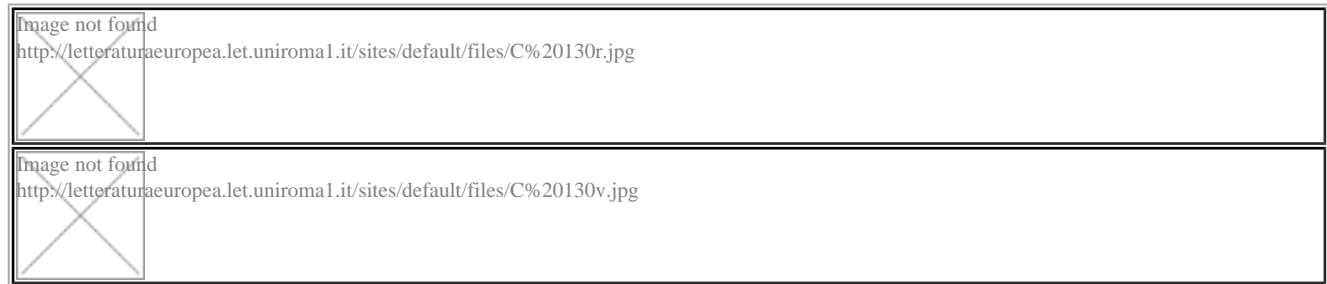 Image not found
http://letteraturaeuropea.let.uniroma1.it/sites/default/files/C%20130r.jpg
Image not found
http://letteraturaeuropea.let.uniroma1.it/sites/default/files/C%20130v.jpg